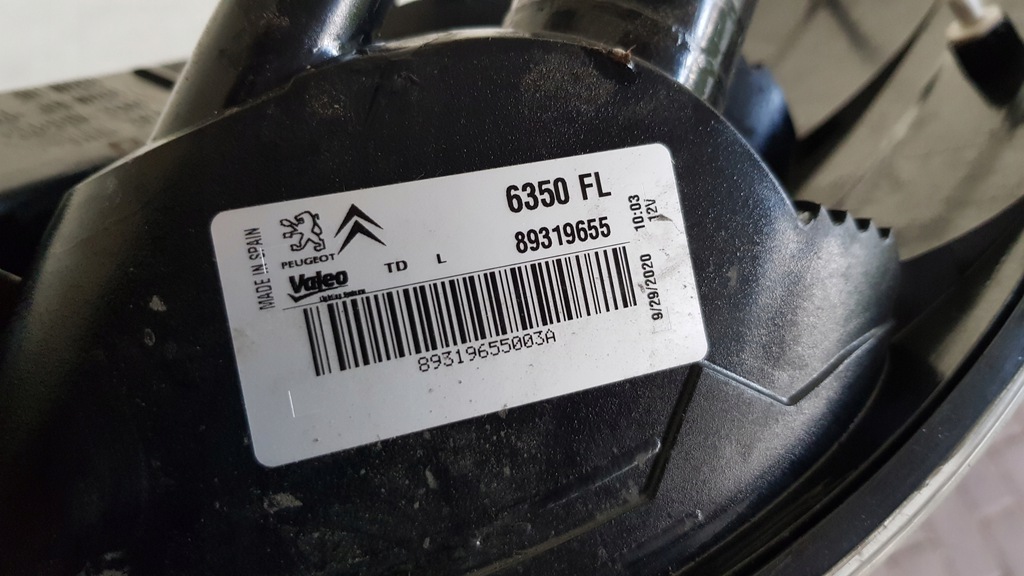 MADE IN SPAIN
PEUGEOT
Valeo
TD L
6350 FL
89319655
89319655003A
9/29/2020 10:03
12V